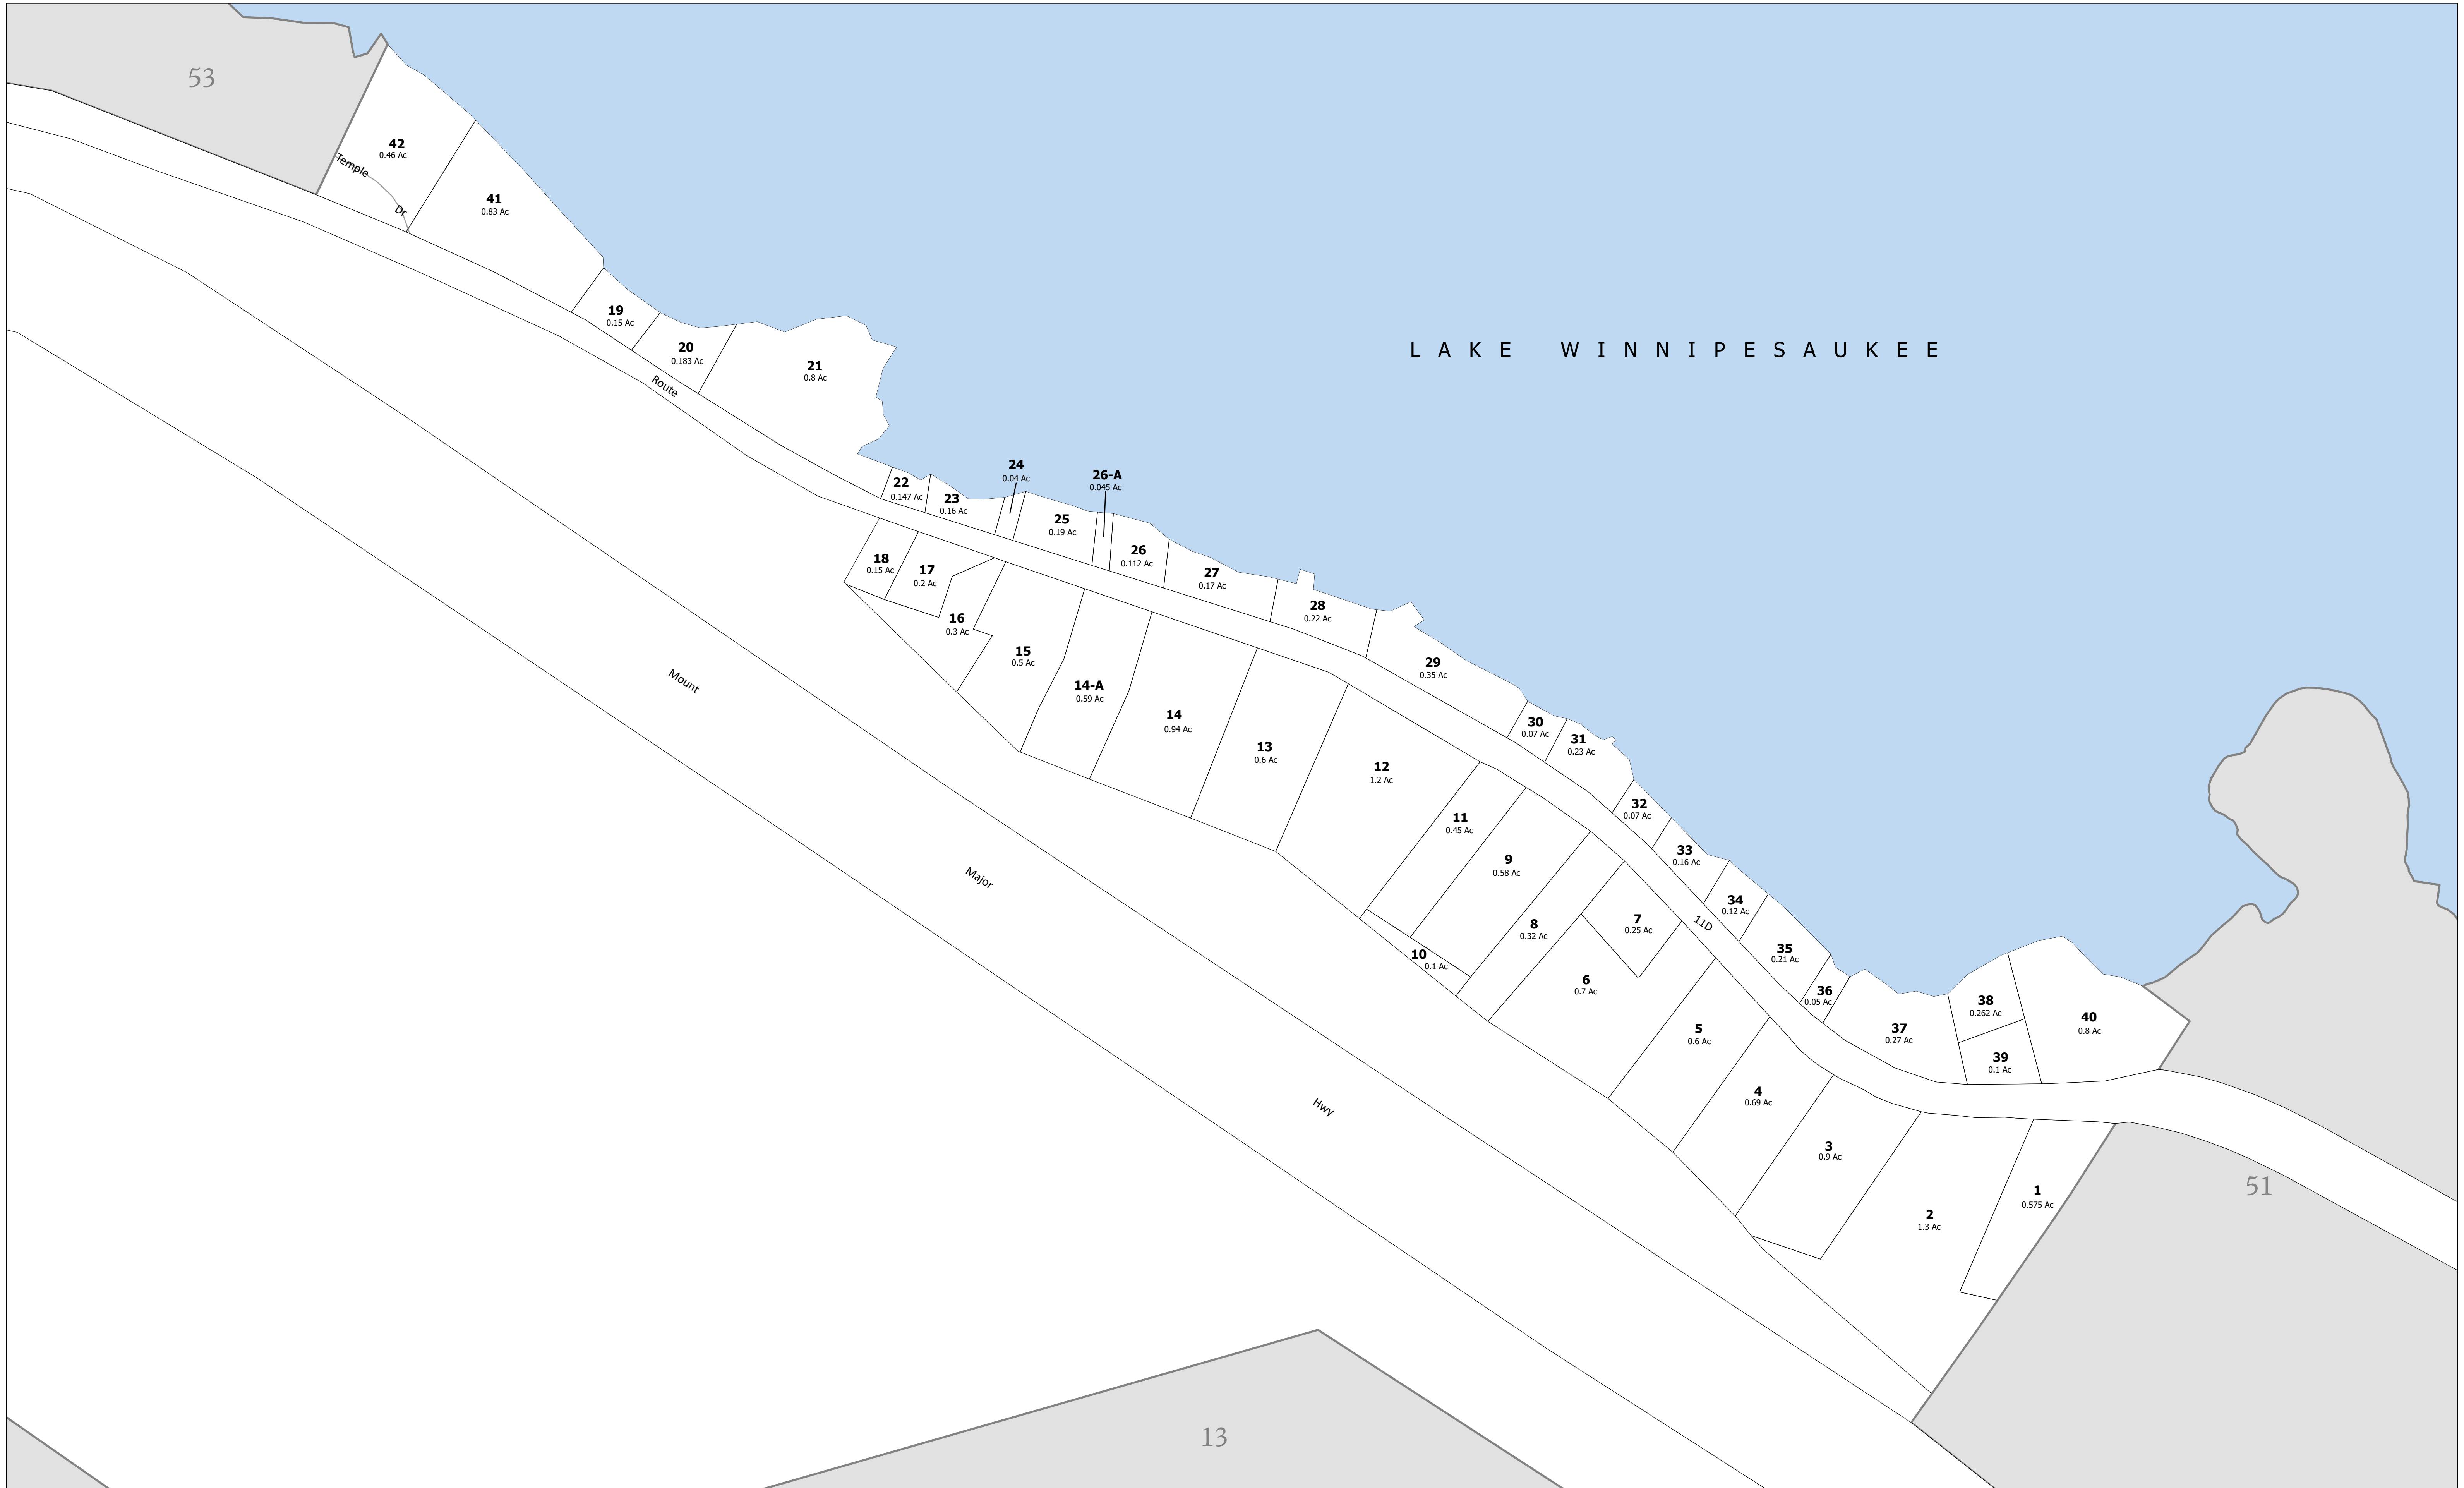 53
42
0.46 Ac
Temple
Dr
41
0.83 Ac
19
0.15 Ac
20
0.183 Ac
LAKE WINNIPESAUKEE
21
0.8 Ac
Route
24
0.04 Ac
26-A
0.045 Ac
22
0.147 Ac
23
0.16 Ac
25
0.19 Ac
26
0.112 Ac
18
0.15 Ac
17
0.2 Ac
27
0.17 Ac
28
0.22 Ac
16
0.3 Ac
15
0.5 Ac
29
0.35 Ac
14-A
0.59 Ac
Mount
14
0.94 Ac
30
0.07 Ac
31
0.23 Ac
13
0.6 Ac
12
1.2 Ac
32
0.07 Ac
11
0.45 Ac
33
0.16 Ac
9
0.58 Ac
Major
34
0.12 Ac
7
0.25 Ac
11D
8
0.32 Ac
35
0.21 Ac
10
0.1 Ac
6
0.7 Ac
36
0.05 Ac
38
0.262 Ac
40
0.8 Ac
37
0.27 Ac
5
0.6 Ac
39
0.1 Ac
4
0.69 Ac
Hwy
3
0.9 Ac
1
0.575 Ac
51
2
1.3 Ac
13